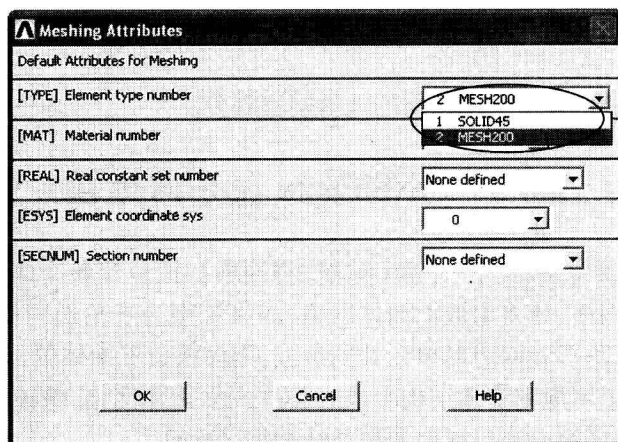 Meshing Attributes
Default Attributes for Meshing
[TYPE] Element type number
2 MESH200
1 SOLID45
2 MESH200
[MAT] Material number
[REAL] Real constant set number
None defined
[ESYS] Element coordinate sys
0
[SECNUM] Section number
None defined
OK Cancel Help